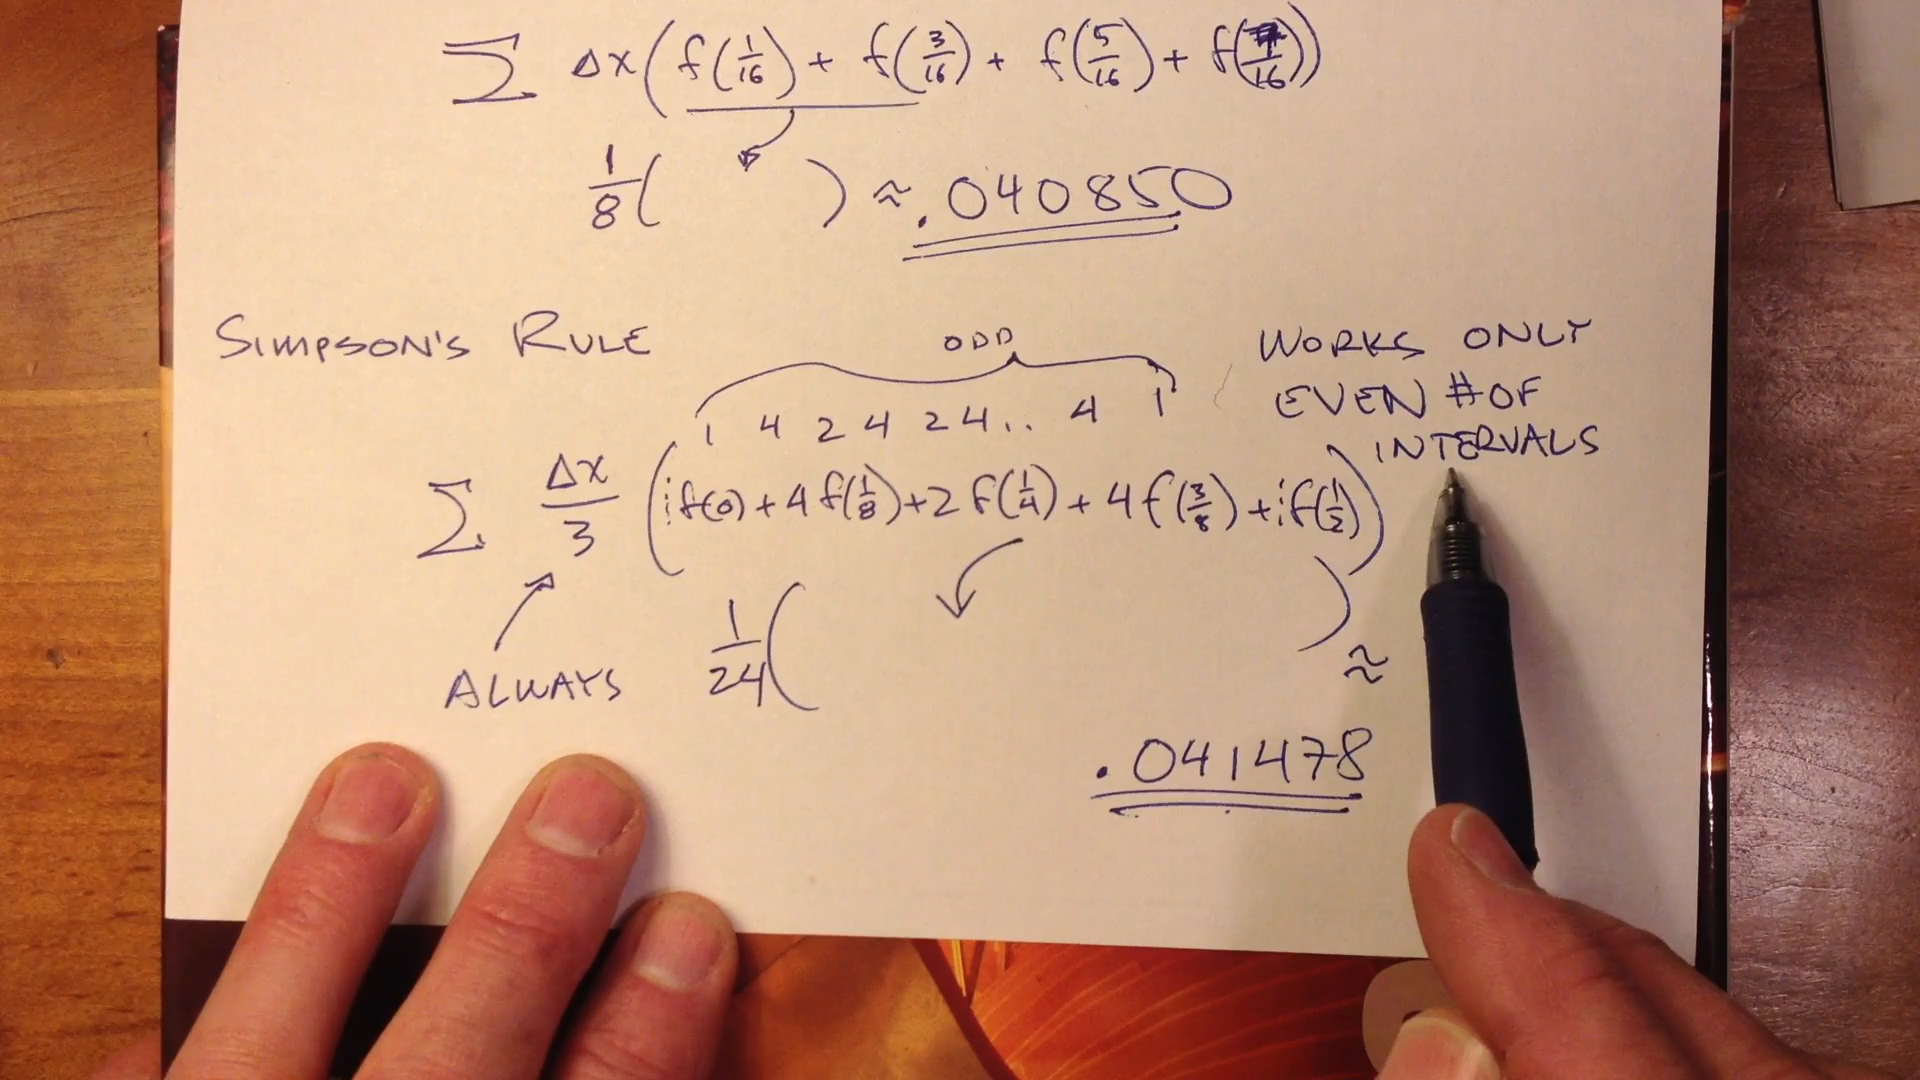 Σ Δx(f(1/16) + f(3/16) + f(5/16) + f(7/16))
1/8( ) ≈ .040850
SIMPSON'S RULE
ODD
WORKS ONLY
EVEN # OF
INTERVALS
1 4 2 4 2 4 .. 4 1
Σ Δx/3 (1f(0) + 4f(1/8) + 2f(1/4) + 4f(3/8) + 1f(1/2))
ALWAYS
1/24( ) ≈
.041478